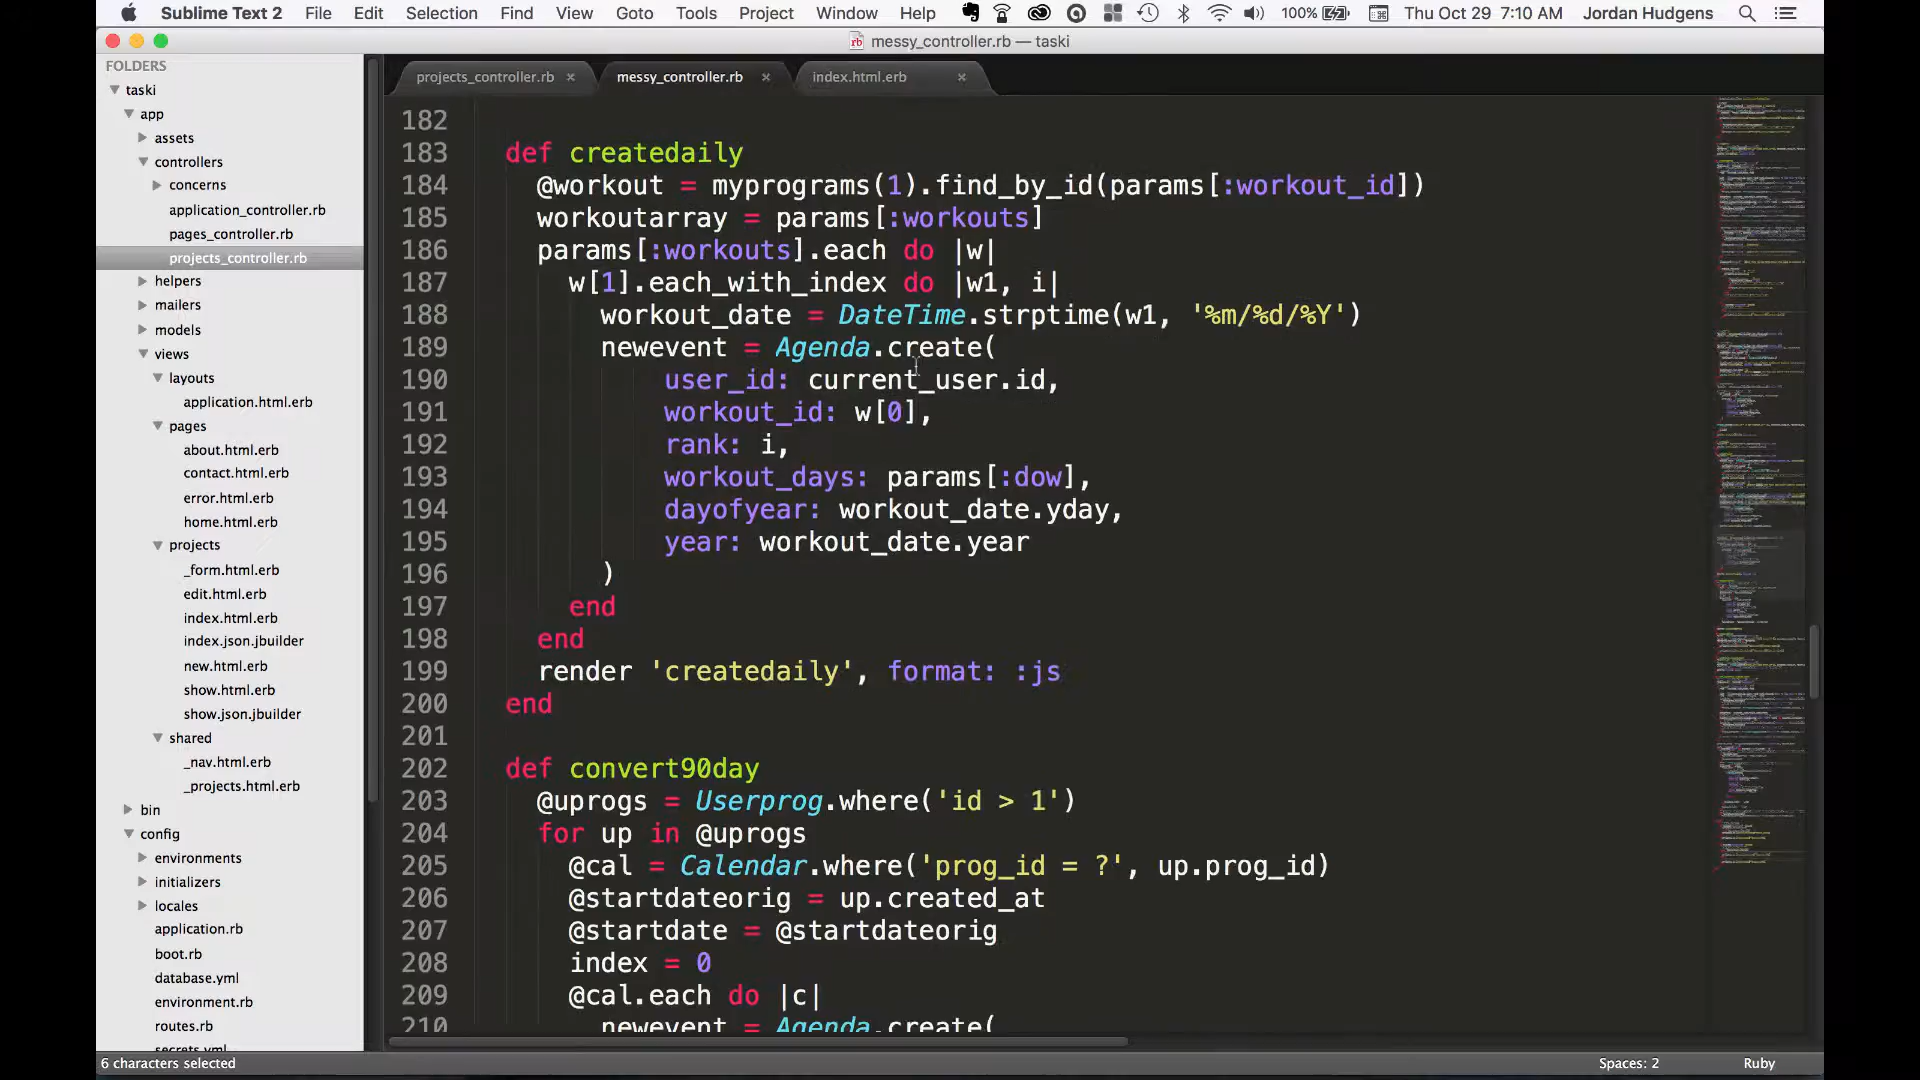 Sublime Text 2 File Edit Selection Find View Goto Tools Project Window Help 100% Thu Oct 29 7:10 AM Jordan Hudgens
messy_controller.rb — taski
FOLDERS
taski
app
assets
controllers
concerns
application_controller.rb
pages_controller.rb
projects_controller.rb
helpers
mailers
models
views
layouts
application.html.erb
pages
about.html.erb
contact.html.erb
error.html.erb
home.html.erb
projects
_form.html.erb
edit.html.erb
index.html.erb
index.json.jbuilder
new.html.erb
show.html.erb
show.json.jbuilder
shared
_nav.html.erb
_projects.html.erb
bin
config
environments
initializers
locales
application.rb
boot.rb
database.yml
environment.rb
routes.rb
secrets.yml
projects_controller.rb × messy_controller.rb × index.html.erb ×
182
183 def createdaily
184 @workout = myprograms(1).find_by_id(params[:workout_id])
185 workoutarray = params[:workouts]
186 params[:workouts].each do |w|
187 w[1].each_with_index do |w1, i|
188 workout_date = DateTime.strptime(w1, '%m/%d/%Y')
189 newevent = Agenda.create(
190 user_id: current_user.id,
191 workout_id: w[0],
192 rank: i,
193 workout_days: params[:dow],
194 dayofyear: workout_date.yday,
195 year: workout_date.year
196 )
197 end
198 end
199 render 'createdaily', format: :js
200 end
201
202 def convert90day
203 @uprogs = Userprog.where('id > 1')
204 for up in @uprogs
205 @cal = Calendar.where('prog_id = ?', up.prog_id)
206 @startdateorig = up.created_at
207 @startdate = @startdateorig
208 index = 0
209 @cal.each do |c|
210 newevent = Agenda.create(
6 characters selected
Spaces: 2 Ruby